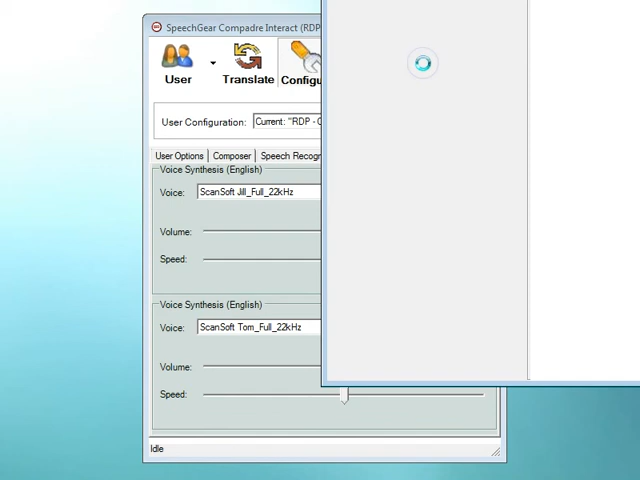 SpeechGear Compadre Interact (RDP
User
Translate
Configu
User Configuration: Current: "RDP -
User Options Composer Speech Recogn
Voice Synthesis (English)
Voice: ScanSoft Jill_Full_22kHz
Volume:
Speed:
Voice Synthesis (English)
Voice: ScanSoft Tom_Full_22kHz
Volume:
Speed:
Idle